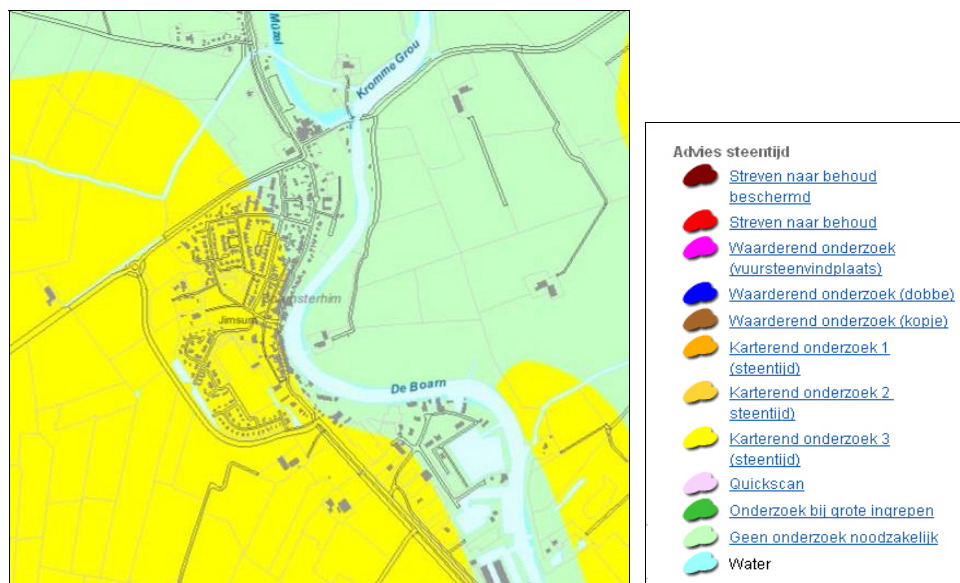 Müzel
Kromme Grou
Jirnsum
De Boarn
Advies steentijd
Streven naar behoud
beschermd
Streven naar behoud
Waarderend onderzoek
(vuursteenvindplaats)
Waarderend onderzoek (dobbe)
Waarderend onderzoek (kopje)
Karterend onderzoek 1
(steentijd)
Karterend onderzoek 2
steentijd)
Karterend onderzoek 3
(steentijd)
Quickscan
Onderzoek bij grote ingrepen
Geen onderzoek noodzakelijk
Water